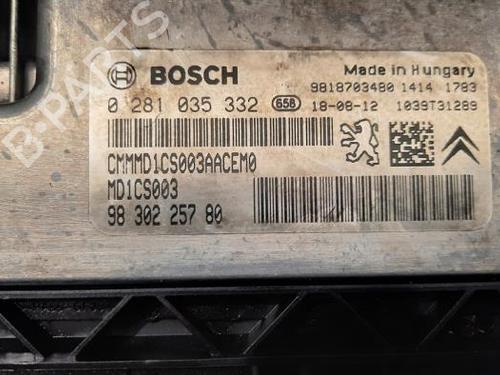 BOSCH
Made in Hungary
9818703480 1414 1783
0 281 035 332 658 18-08-12 1039T31289
CMMMD1CS003AACEM0
MD1CS003
98 302 257 80
B-PARTS